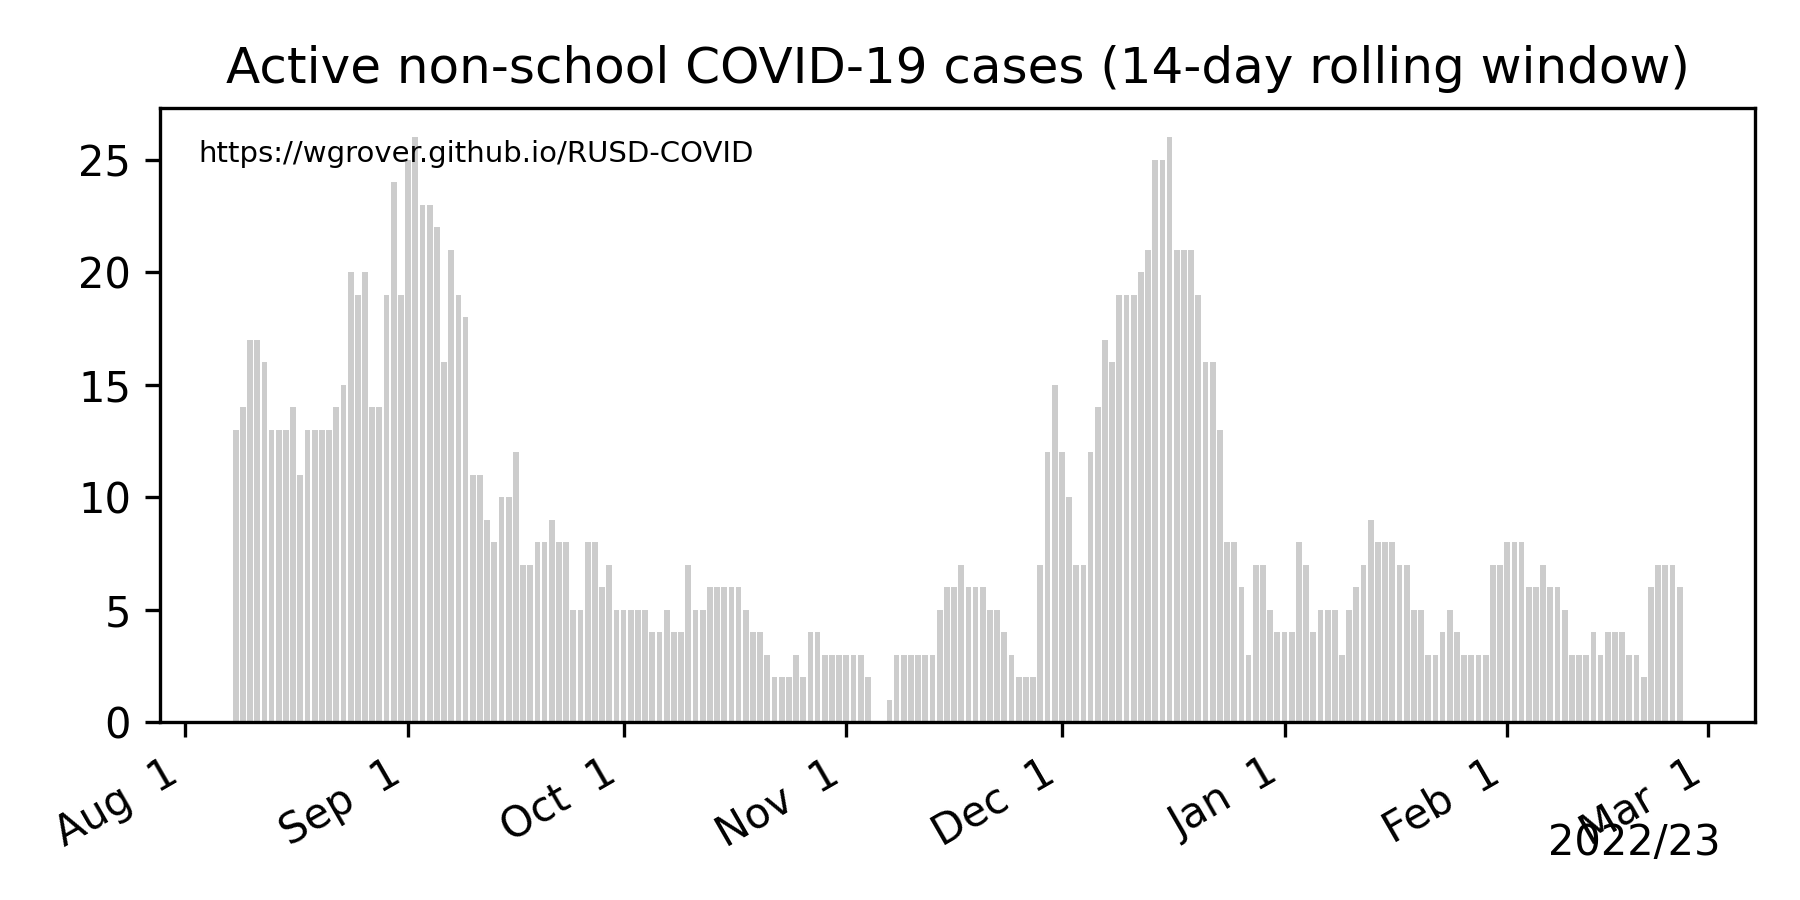 Active non-school COVID-19 cases (14-day rolling window)
https://wgrover.github.io/RUSD-COVID
25
20
15
10
5
0
Aug 1
Sep 1
Oct 1
Nov 1
Dec 1
Jan 1
Feb 1
Mar 1
2022/23